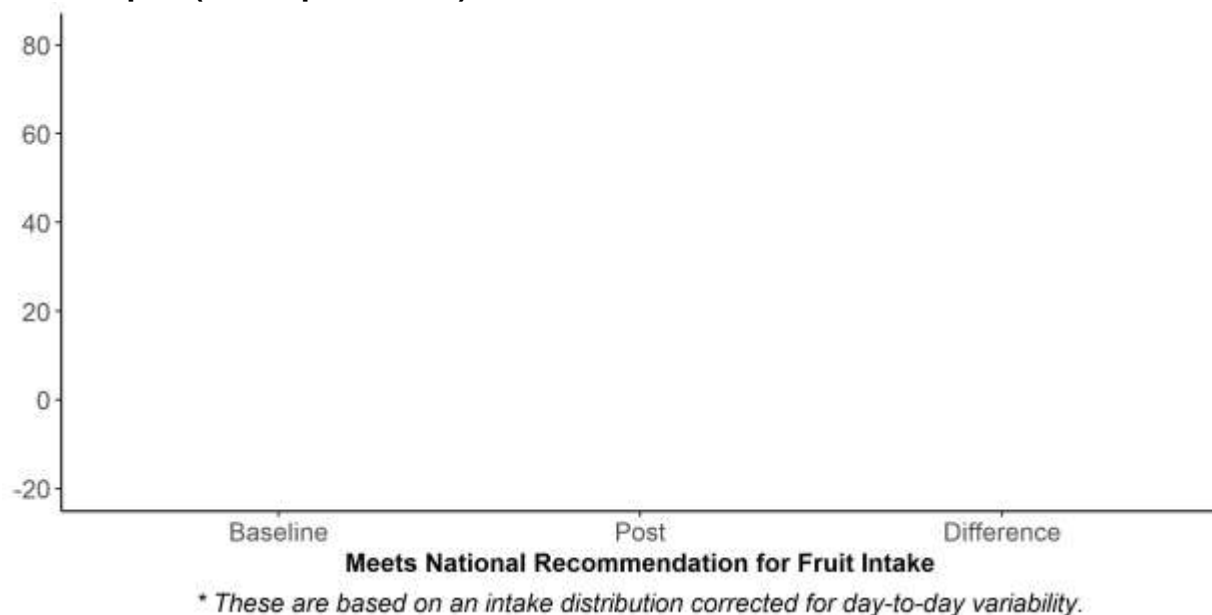 80
60
40
20
0
-20
Baseline Post Difference
Meets National Recommendation for Fruit Intake
* These are based on an intake distribution corrected for day-to-day variability.